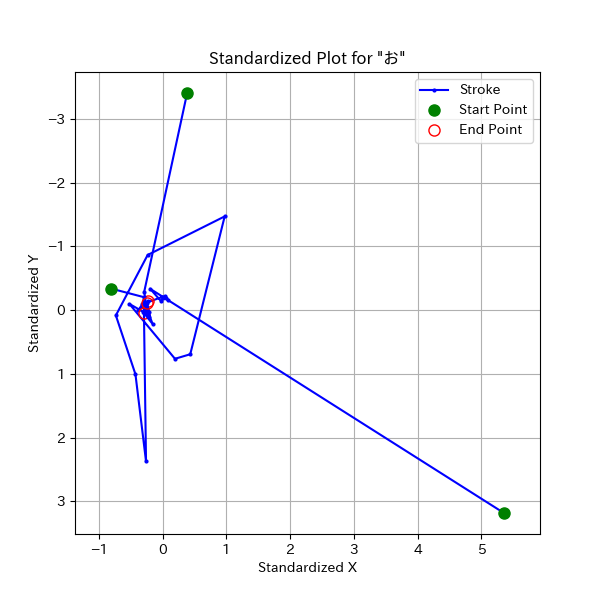 Standardized Plot for "お"
Stroke
Start Point
End Point
Standardized Y
−3
−2
−1
0
1
2
3
−1 0 1 2 3 4 5
Standardized X